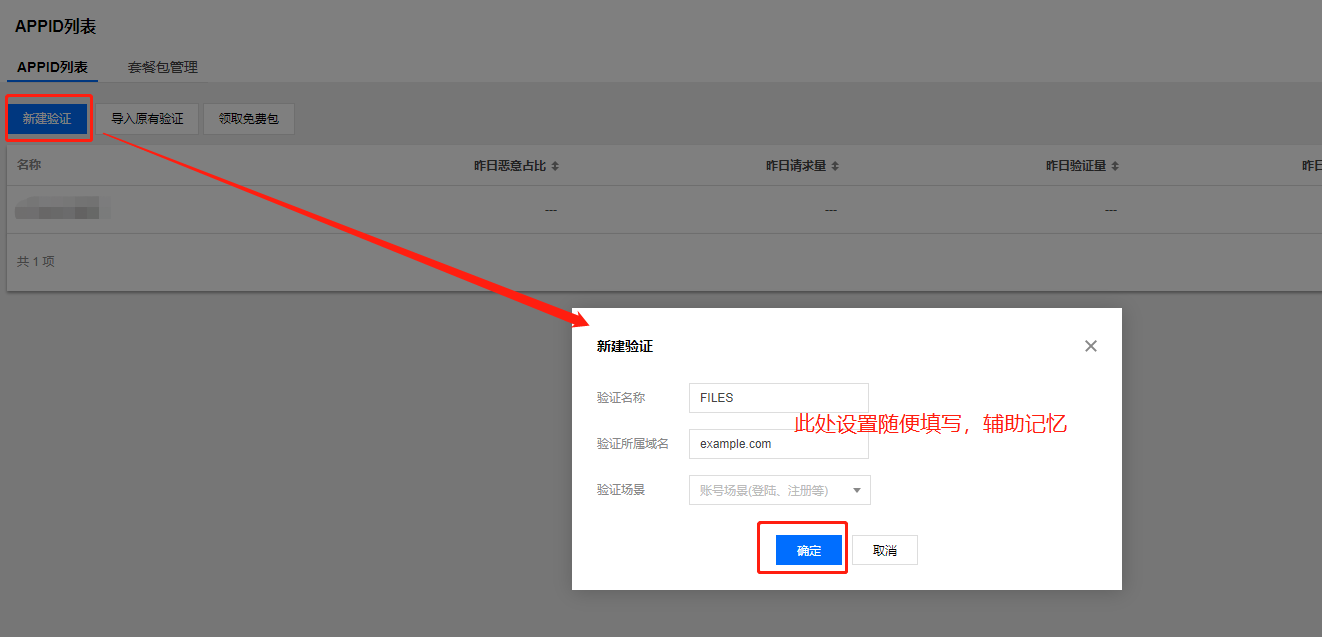 APPID列表
APPID列表 套餐包管理
新建验证 导入原有验证 领取免费包
名称 昨日恶意占比 昨日请求量 昨日验证量 昨日
--- --- ---
共 1 项
新建验证
验证名称 FILES
此处设置随便填写，辅助记忆
验证所属域名 example.com
验证场景 账号场景(登陆、注册等)
确定 取消